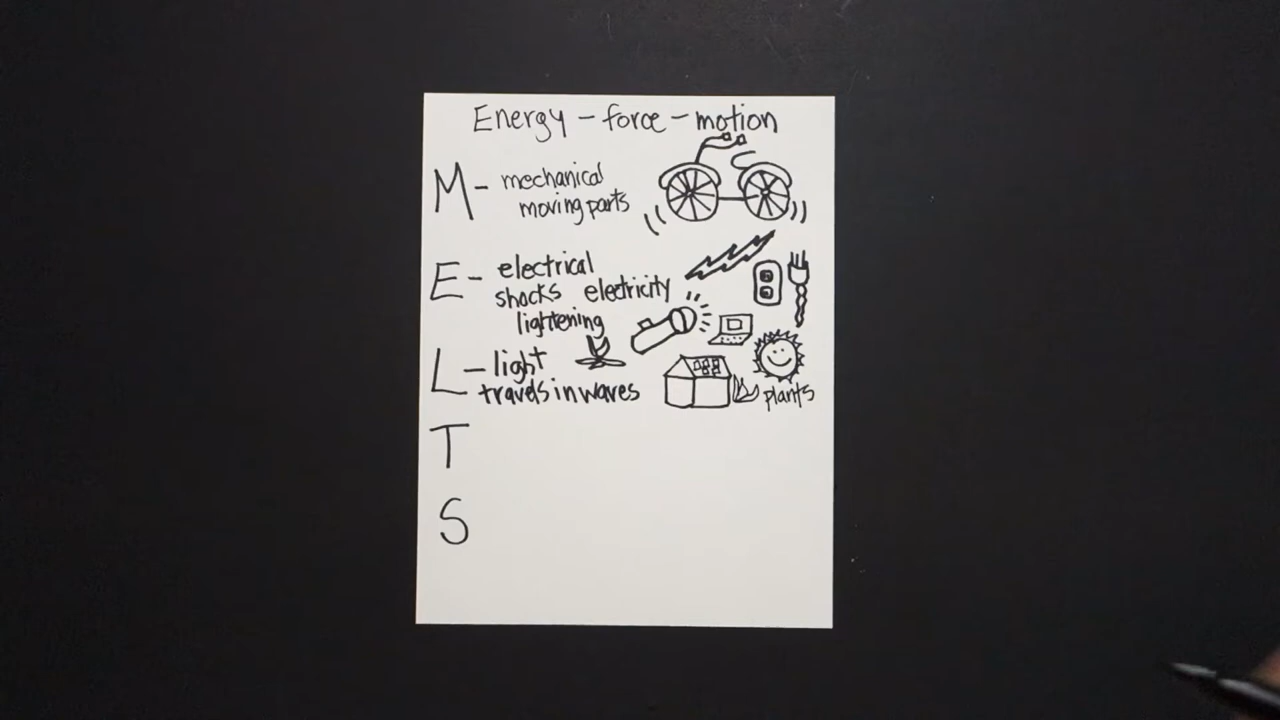 Energy - force - motion
M - mechanical
moving parts
E - electrical
shocks electricity
lightening
L - light
travels in waves
plants
T
S